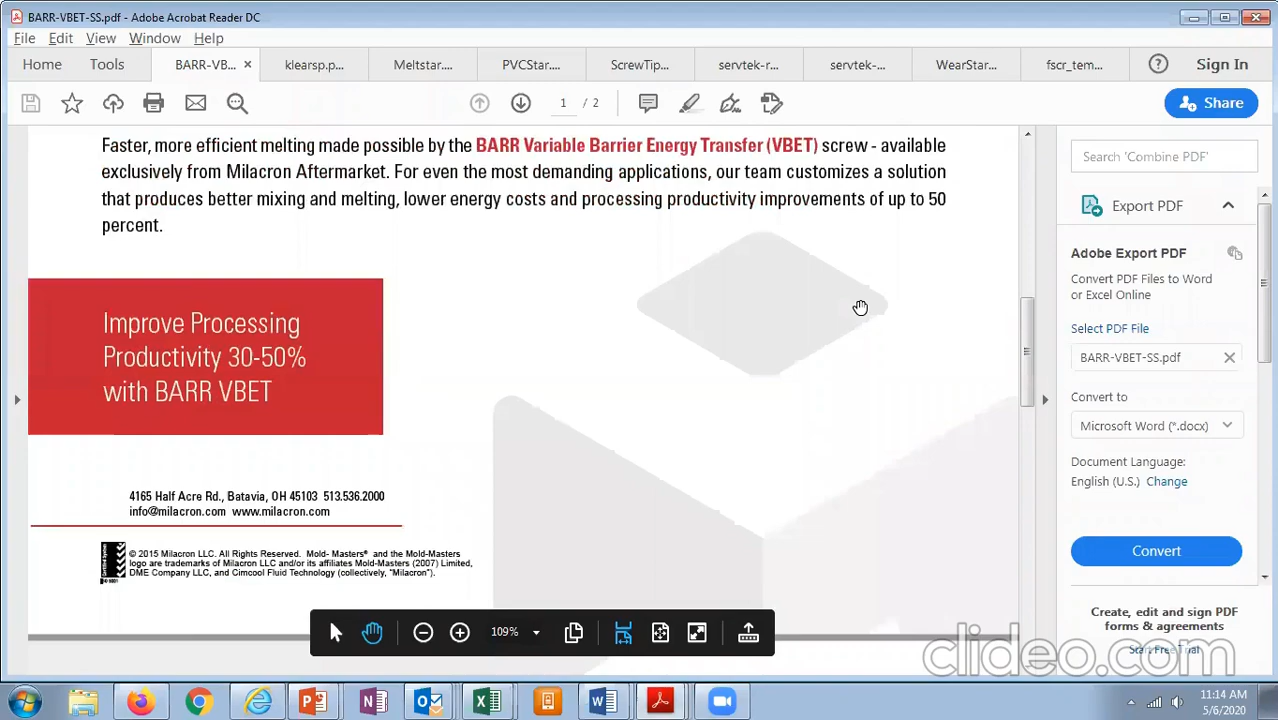 BARR-VBET-SS.pdf - Adobe Acrobat Reader DC
File Edit View Window Help
Home Tools BARR-VB... klearsp.p... Meltstar.... PVCStar.... ScrewTip... servtek-r... servtek-... WearStar... fscr_tem... Sign In
1 / 2 Share
Faster, more efficient melting made possible by the BARR Variable Barrier Energy Transfer (VBET) screw - available
exclusively from Milacron Aftermarket. For even the most demanding applications, our team customizes a solution
that produces better mixing and melting, lower energy costs and processing productivity improvements of up to 50
percent.
Improve Processing
Productivity 30-50%
with BARR VBET
4165 Half Acre Rd., Batavia, OH 45103 513.536.2000
info@milacron.com www.milacron.com
© 2015 Milacron LLC. All Rights Reserved. Mold- Masters® and the Mold-Masters
logo are trademarks of Milacron LLC and/or its affiliates Mold-Masters (2007) Limited,
DME Company LLC, and Cimcool Fluid Technology (collectively, "Milacron").
109%
Search 'Combine PDF'
Export PDF
Adobe Export PDF
Convert PDF Files to Word
or Excel Online
Select PDF File
BARR-VBET-SS.pdf
Convert to
Microsoft Word (*.docx)
Document Language:
English (U.S.) Change
Convert
Create, edit and sign PDF
forms & agreements
Start Free Trial
clideo.com
11:14 AM
5/6/2020